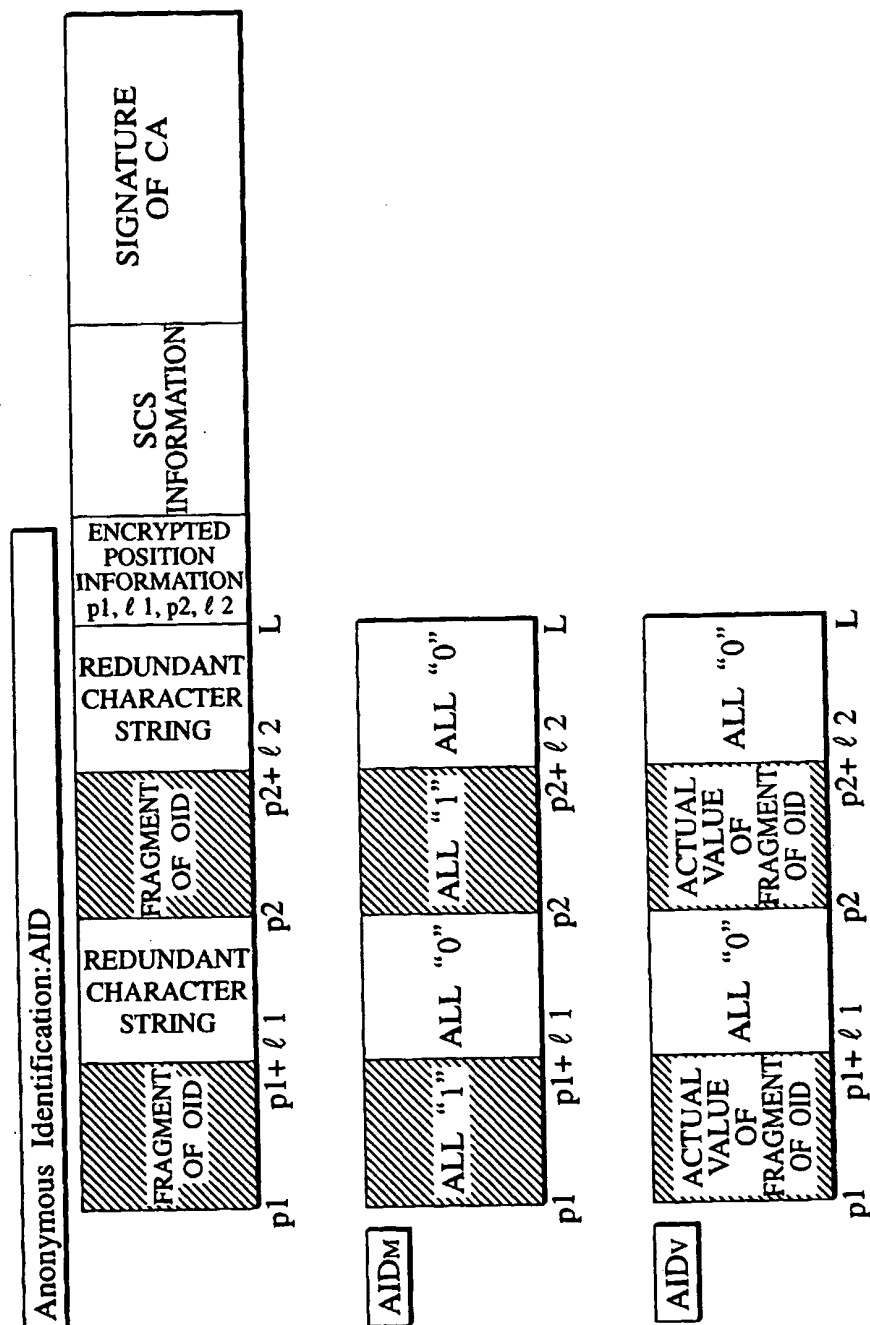 Anonymous Identification:AID
FRAGMENT
OF OID
REDUNDANT
CHARACTER
STRING
FRAGMENT
OF OID
REDUNDANT
CHARACTER
STRING
ENCRYPTED
POSITION
INFORMATION
p1, ℓ 1, p2, ℓ 2
SCS
INFORMATION
SIGNATURE
OF CA
p1
p1+ ℓ 1
p2
p2+ ℓ 2
L
AIDM
ALL “1”
ALL “0”
ALL “1”
ALL “0”
p1
p1+ ℓ 1
p2
p2+ ℓ 2
L
AIDV
ACTUAL
VALUE
OF
FRAGMENT
OF OID
ALL “0”
ACTUAL
VALUE
OF
FRAGMENT
OF OID
ALL “0”
p1
p1+ ℓ 1
p2
p2+ ℓ 2
L